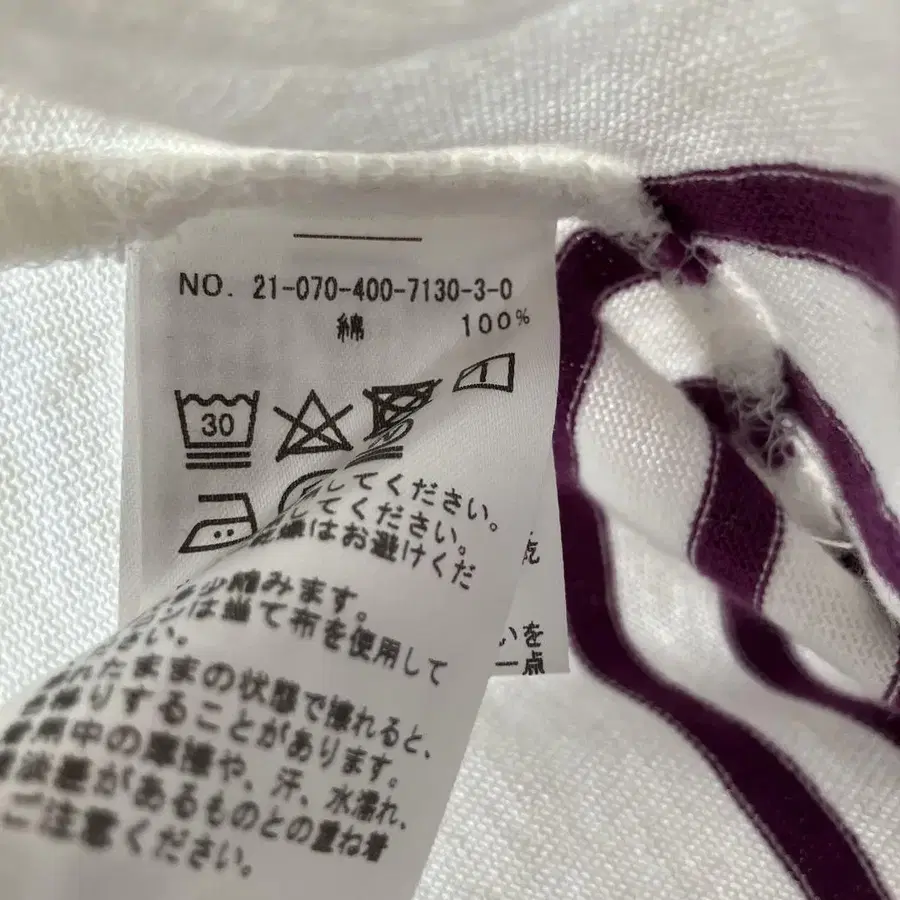 NO. 21-070-400-7130-3-0
綿 100%
30
してください。
してください。
燥はお避けくだ
少縮みます。
ンは当て布を使用して
さい。
れたままの状態で擦れると、
移りすることがあります。
着用中の摩擦や、汗、水濡れ、
濃淡差があるものとの重ね着
ご注意ください。
乾
いを
一点